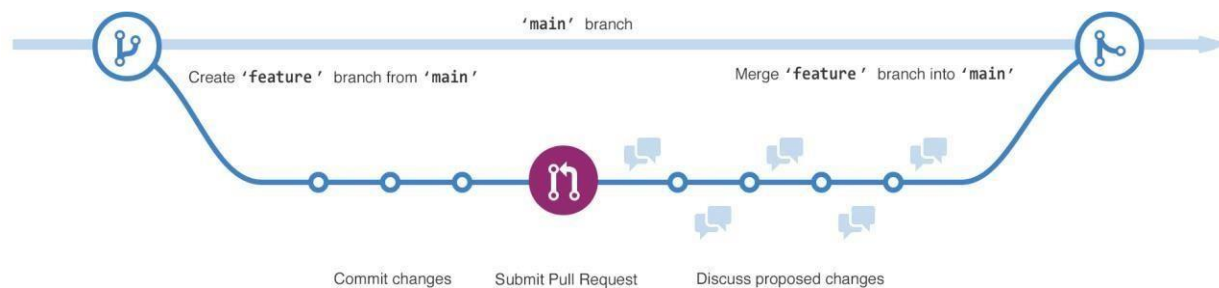 ‘main’ branch
Create ‘feature’ branch from ‘main’
Merge ‘feature’ branch into ‘main’
Commit changes
Submit Pull Request
Discuss proposed changes